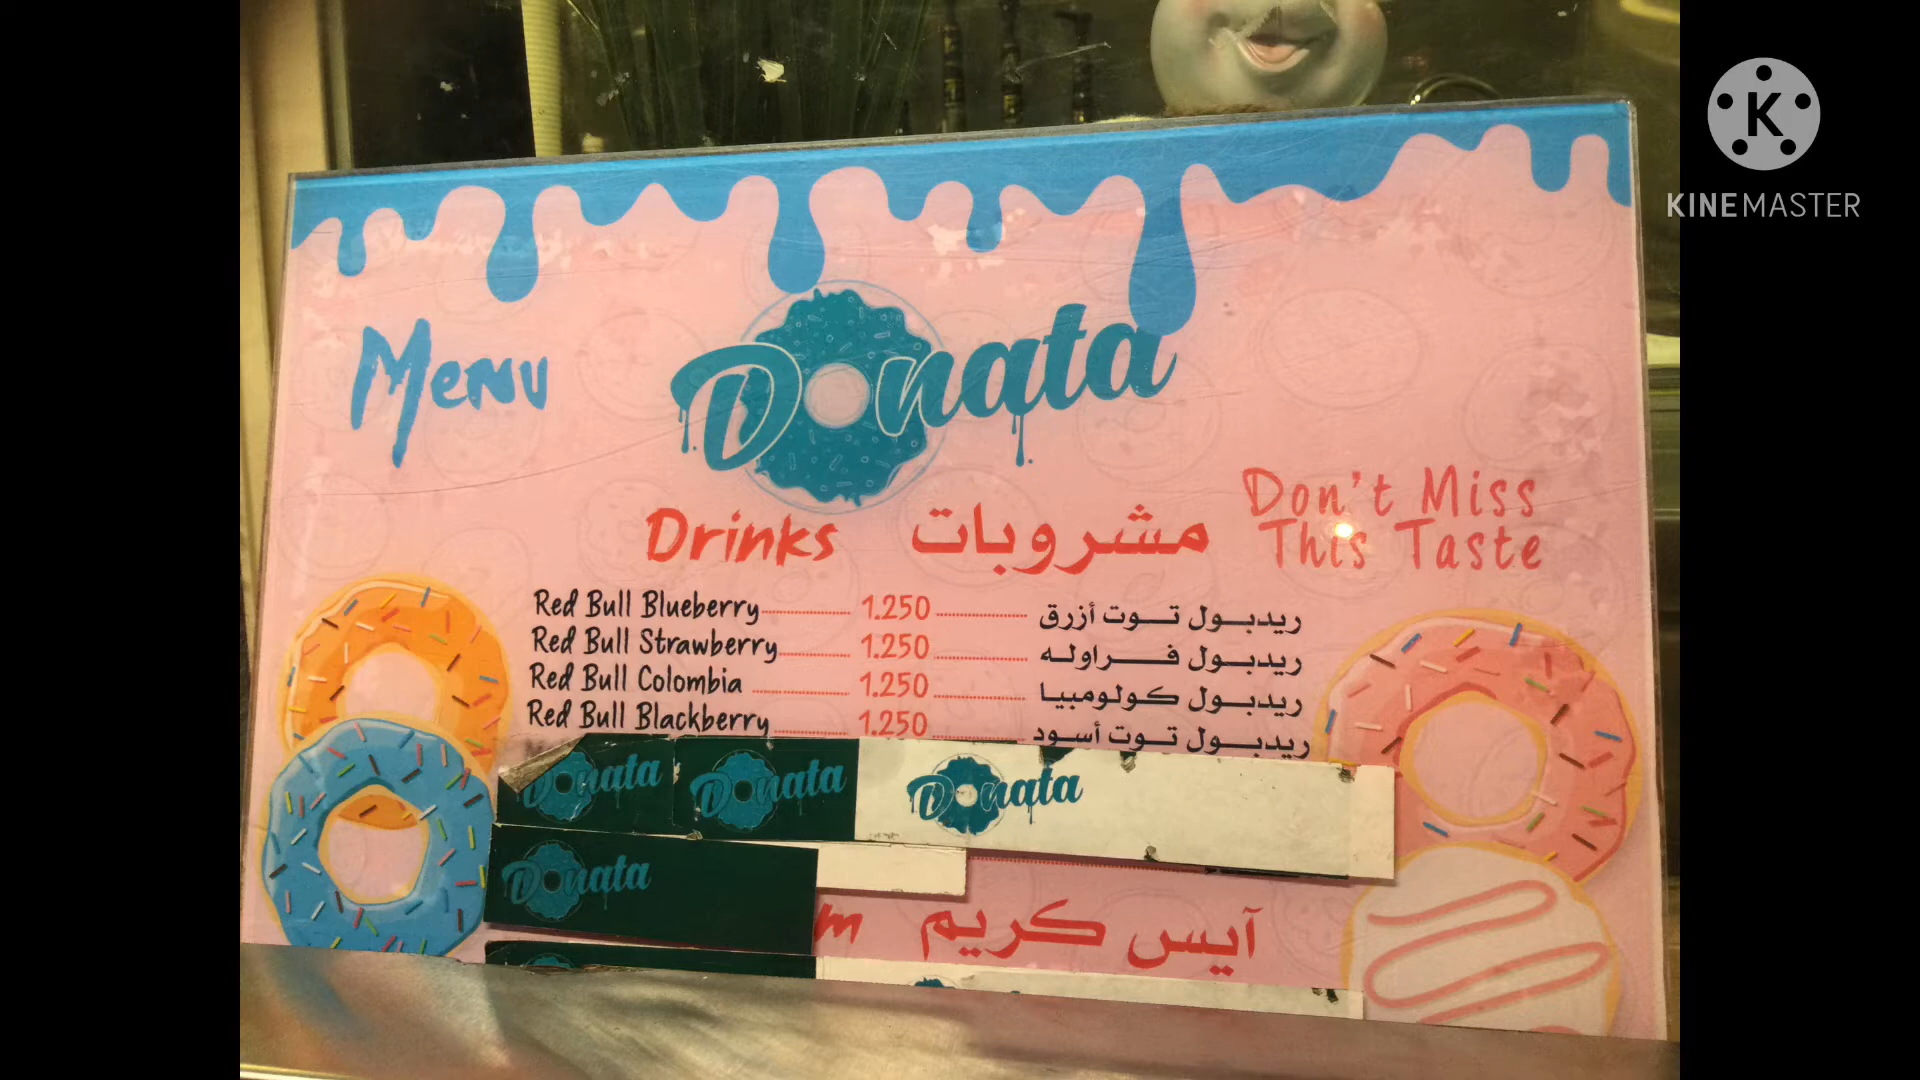 K
KINEMASTER
Menu
Donata
Don't Miss
This Taste
Drinks مشروبات
Red Bull Blueberry 1.250 ريدبول توت أزرق
Red Bull Strawberry 1.250 ريدبول فراوله
Red Bull Colombia 1.250 ريدبول كولومبيا
Red Bull Blackberry 1.250 ريدبول توت أسود
Donata Donata Donata
Donata
m آيس كريم